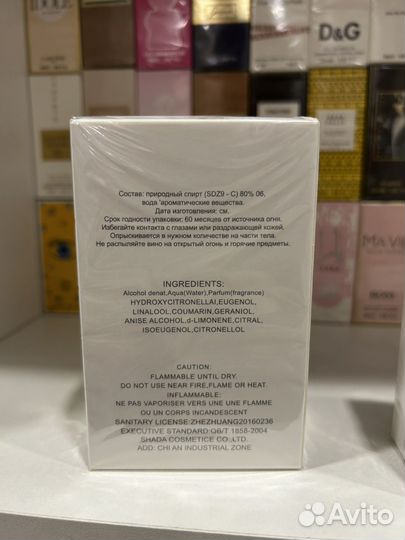 D&G
MA VIE
Состав: природный спирт (SDZ9 - C) 80% 0б,
вода 'ароматические вещества.
Дата изготовления: см.
Срок годности упаковки: 60 месяцев от источника огня.
Избегайте контакта с глазами или раздражающей кожей.
Опрыскивается в нужном количестве на части тела.
Не распыляйте вино на открытый огонь и горячие предметы.
INGREDIENTS:
Alcohol denat,Aqua(Water),Parfum(fragrance)
HYDROXYCITRONELLAI,EUGENOL,
LINALOOL,COUMARIN,GERANIOL,
ANISE ALCOHOL,d-LIMONENE,CITRAL,
ISOEUGENOL,CITRONELLOL
CAUTION:
FLAMMABLE UNTIL DRY.
DO NOT USE NEAR FIRE,FLAME OR HEAT.
INFLAMMABLE:
NE PAS VAPORISER VERS UNE UNE FLAMME
OU UN CORPS INCANDESCENT
SANITARY LICENSE:ZHEZHUANG20160236
EXECUTIVE STANDARD:QB/T 1858-2004
SHADA COSMETICE CO.,LTD.
ADD: CHI AN INDUSTRIAL ZONE
Avito